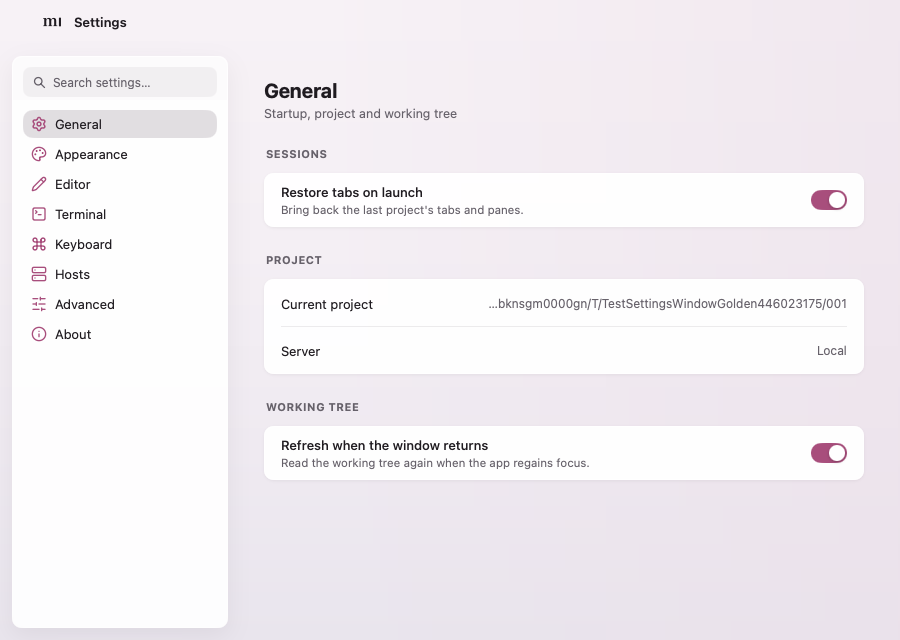 mi Settings
Search settings...
General
Appearance
Editor
Terminal
Keyboard
Hosts
Advanced
About
General
Startup, project and working tree
SESSIONS
Restore tabs on launch
Bring back the last project's tabs and panes.
PROJECT
Current project ...bknsgm0000gn/T/TestSettingsWindowGolden446023175/001
Server Local
WORKING TREE
Refresh when the window returns
Read the working tree again when the app regains focus.